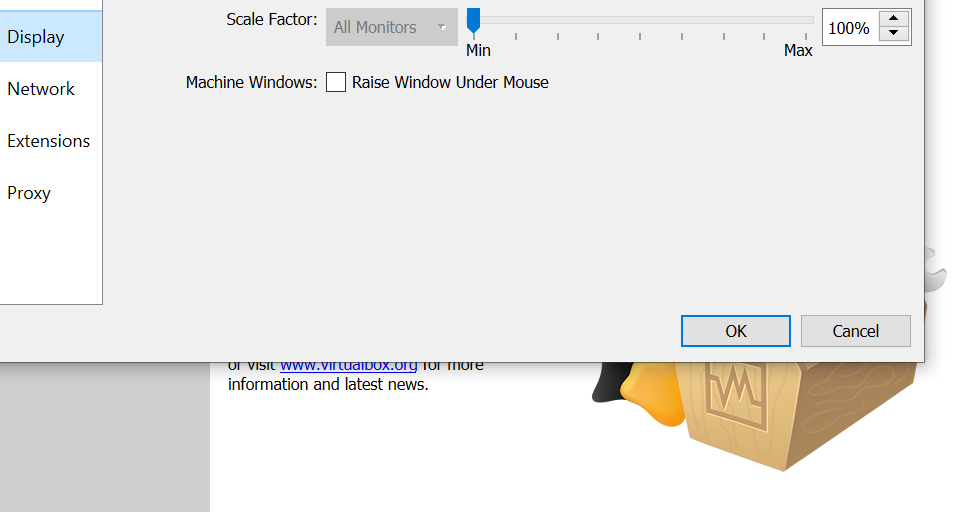 Display
Network
Extensions
Proxy
Scale Factor:
All Monitors
Min
Max
100%
Machine Windows:
Raise Window Under Mouse
OK
Cancel
or visit www.virtualbox.org for more
information and latest news.